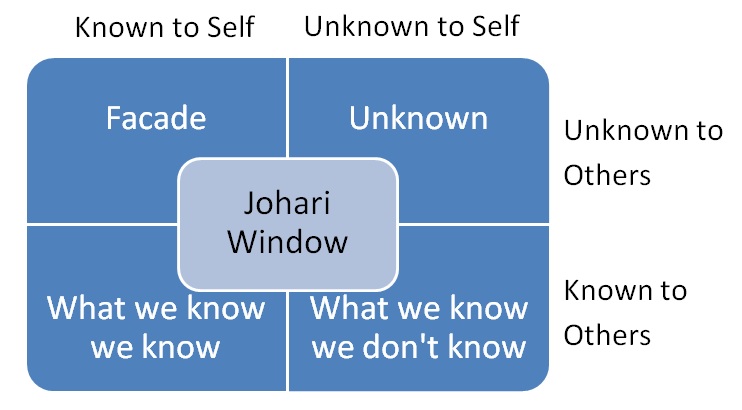 Known to Self
Unknown to Self
Facade
Unknown
Unknown to
Others
Johari
Window
What we know
we know
What we know
we don't know
Known to
Others